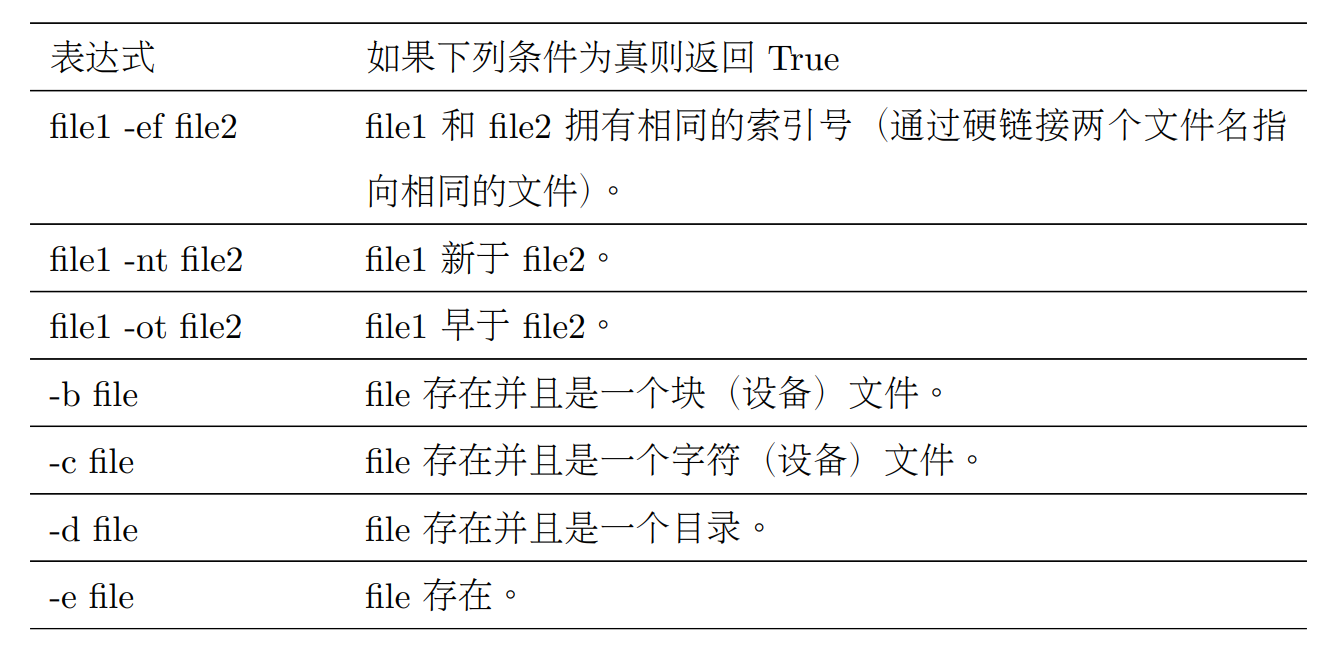 表达式 如果下列条件为真则返回 True
file1 -ef file2 file1 和 file2 拥有相同的索引号（通过硬链接两个文件名指
向相同的文件）。
file1 -nt file2 file1 新于 file2。
file1 -ot file2 file1 早于 file2。
-b file file 存在并且是一个块（设备）文件。
-c file file 存在并且是一个字符（设备）文件。
-d file file 存在并且是一个目录。
-e file file 存在。